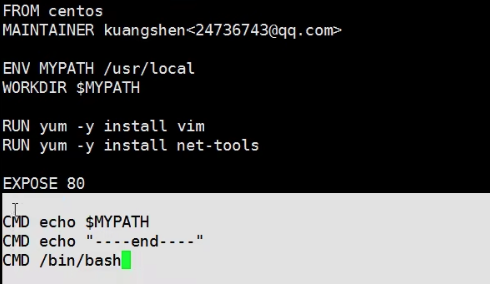 FROM centos
MAINTAINER kuangshen<24736743@qq.com>
ENV MYPATH /usr/local
WORKDIR $MYPATH
RUN yum -y install vim
RUN yum -y install net-tools
EXPOSE 80
CMD echo $MYPATH
CMD echo "----end----"
CMD /bin/bash